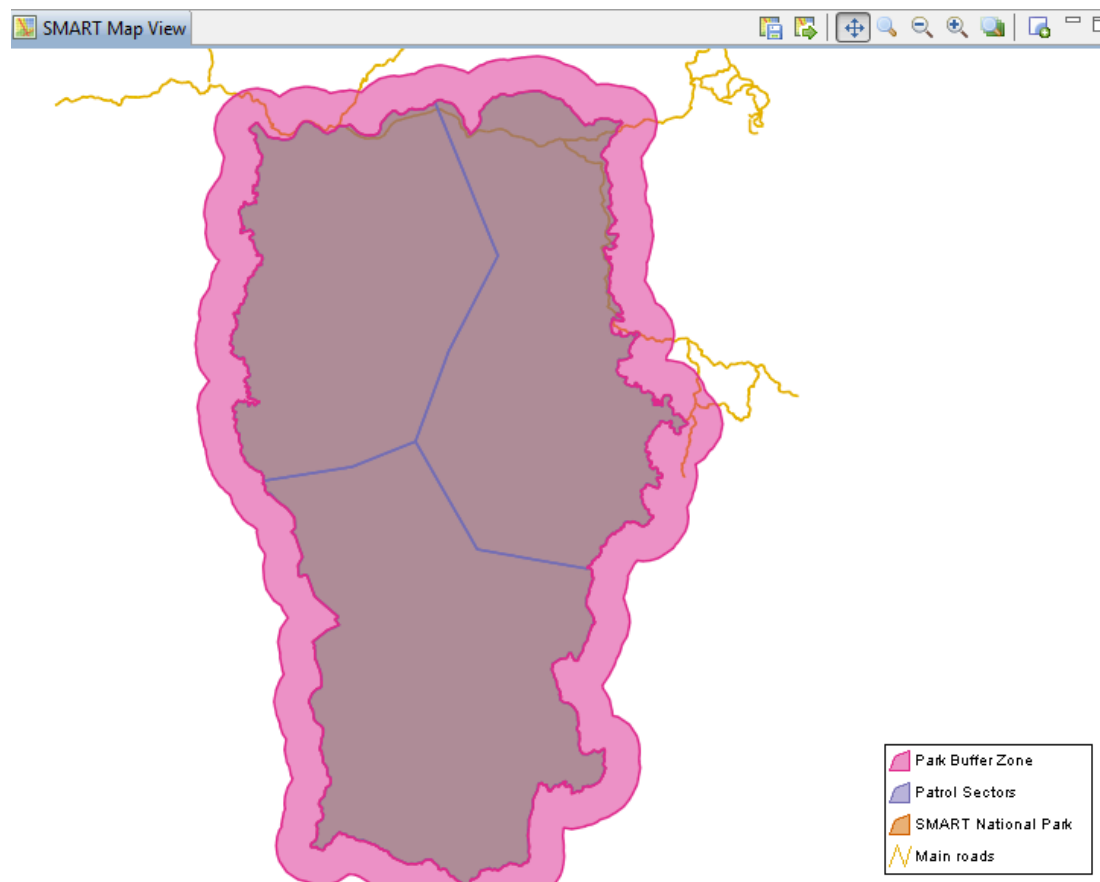 SMART Map View
Park Buffer Zone
Patrol Sectors
SMART National Park
Main roads